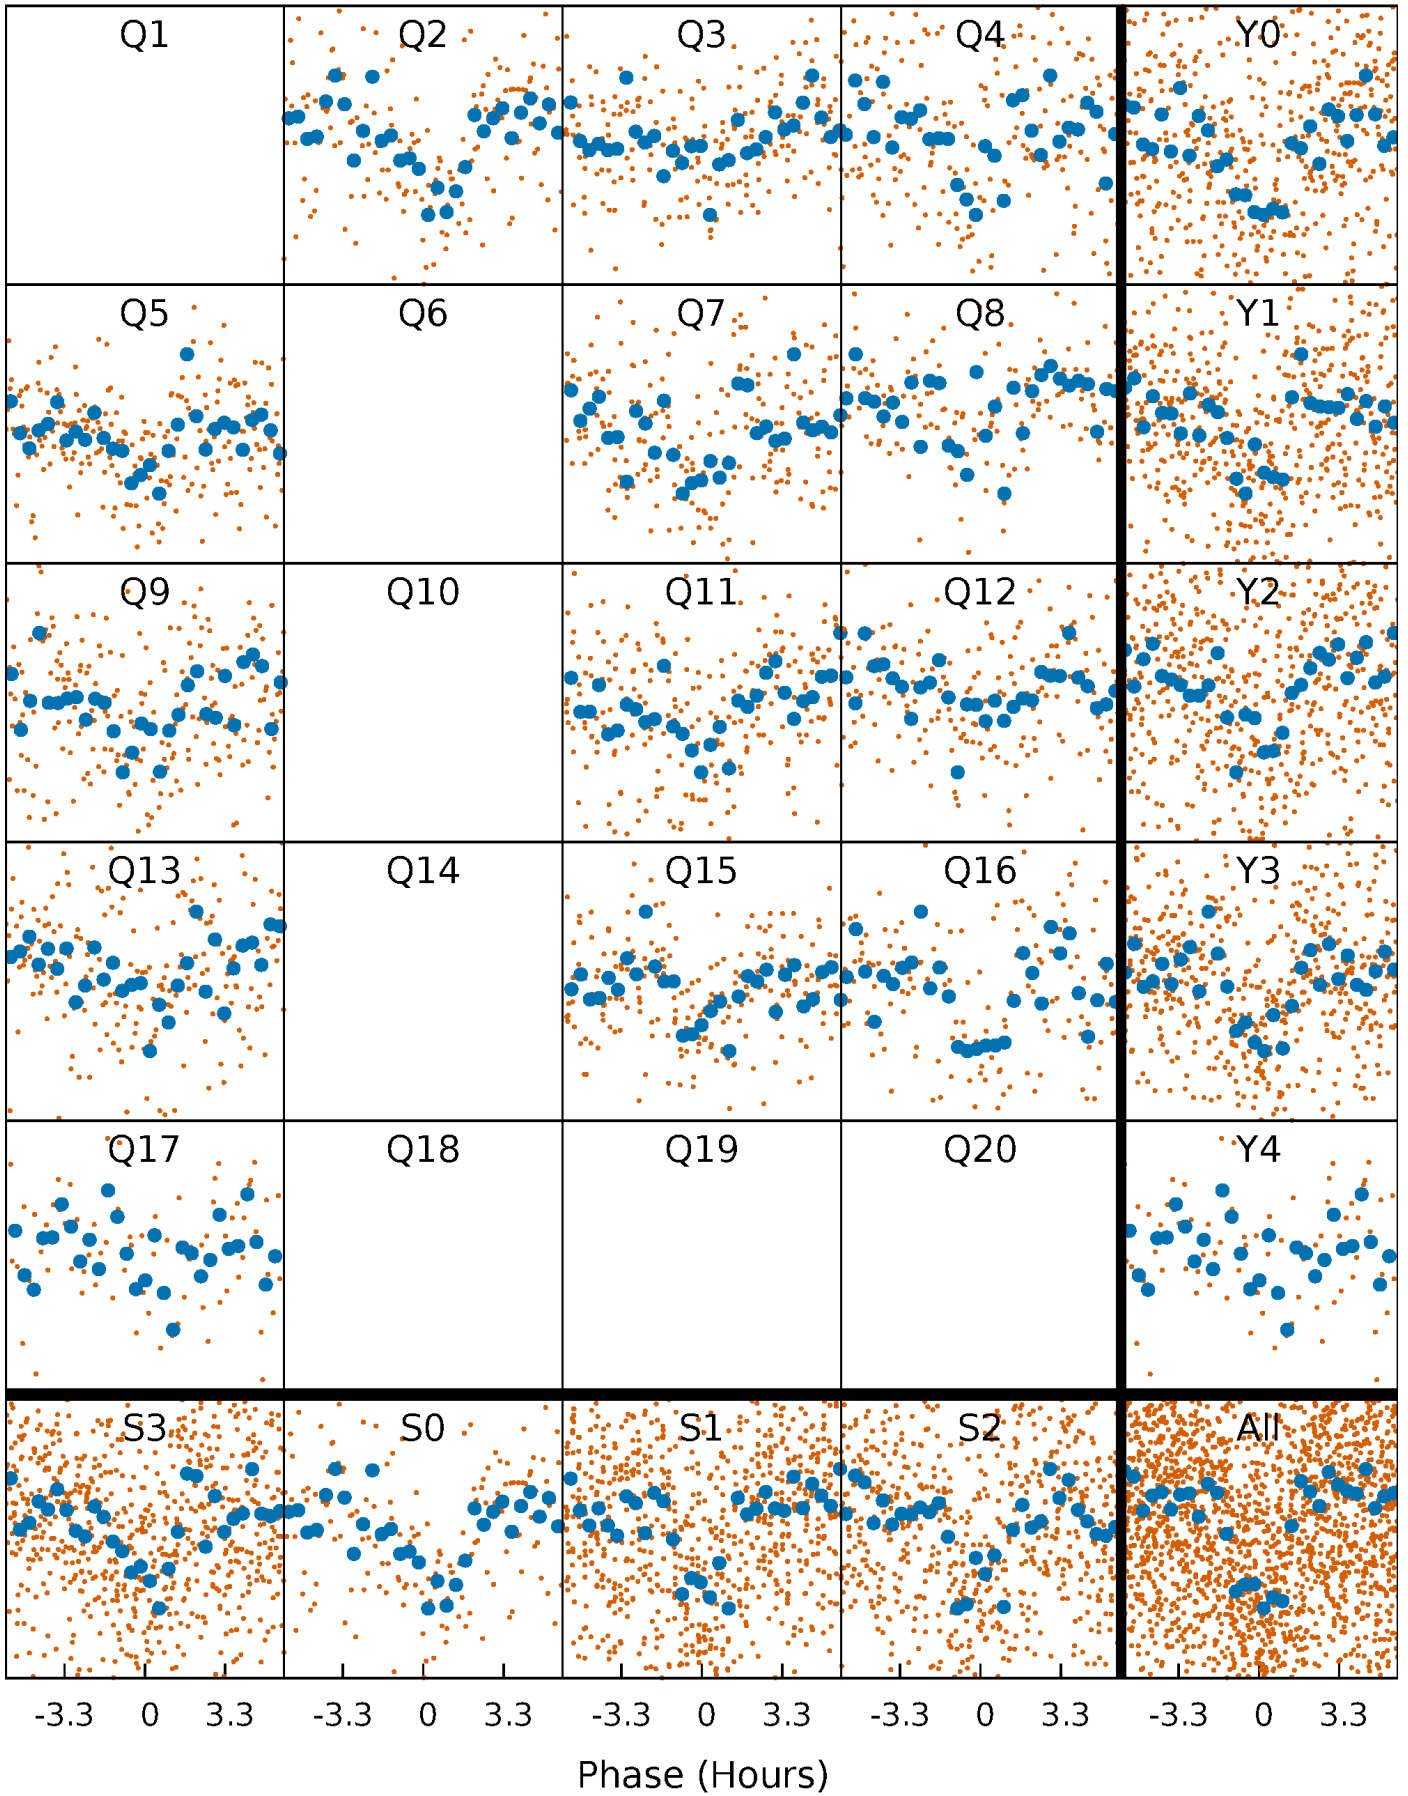 Q1 Q2 Q3 Q4 Y0
Q5 Q6 Q7 Q8 Y1
Q9 Q10 Q11 Q12 Y2
Q13 Q14 Q15 Q16 Y3
Q17 Q18 Q19 Q20 Y4
S3 S0 S1 S2 All
-3.3 0 3.3 -3.3 0 3.3 -3.3 0 3.3 -3.3 0 3.3 -3.3 0 3.3
Phase (Hours)